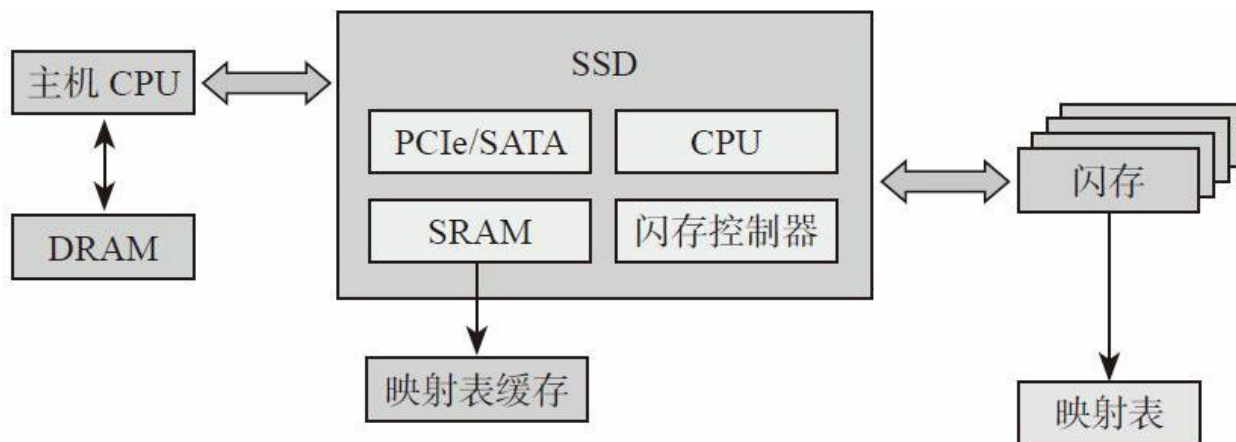 SSD
主机 CPU
PCIe/SATA
CPU
闪存
SRAM
闪存控制器
DRAM
映射表缓存
映射表